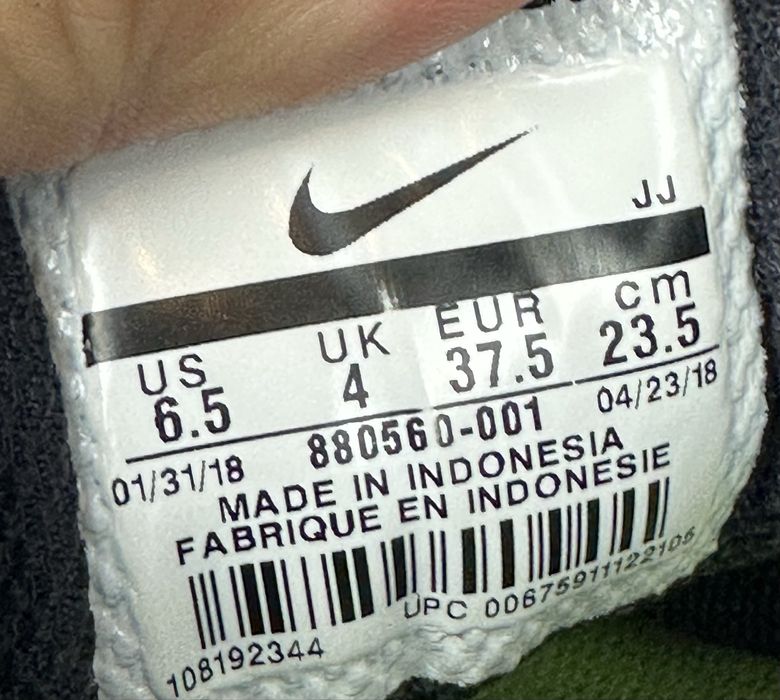 JJ
US UK EUR cm
6.5 4 37.5 23.5
01/31/18 880560-001 04/23/18
MADE IN INDONESIA
FABRIQUE EN INDONESIE
UPC 00675911122105
108192344